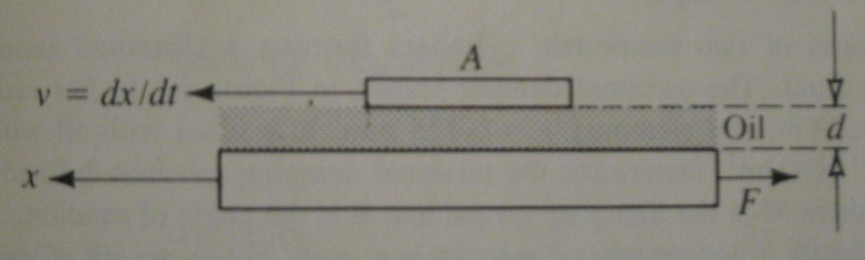 A
v = dx/dt
Oil
d
x
F